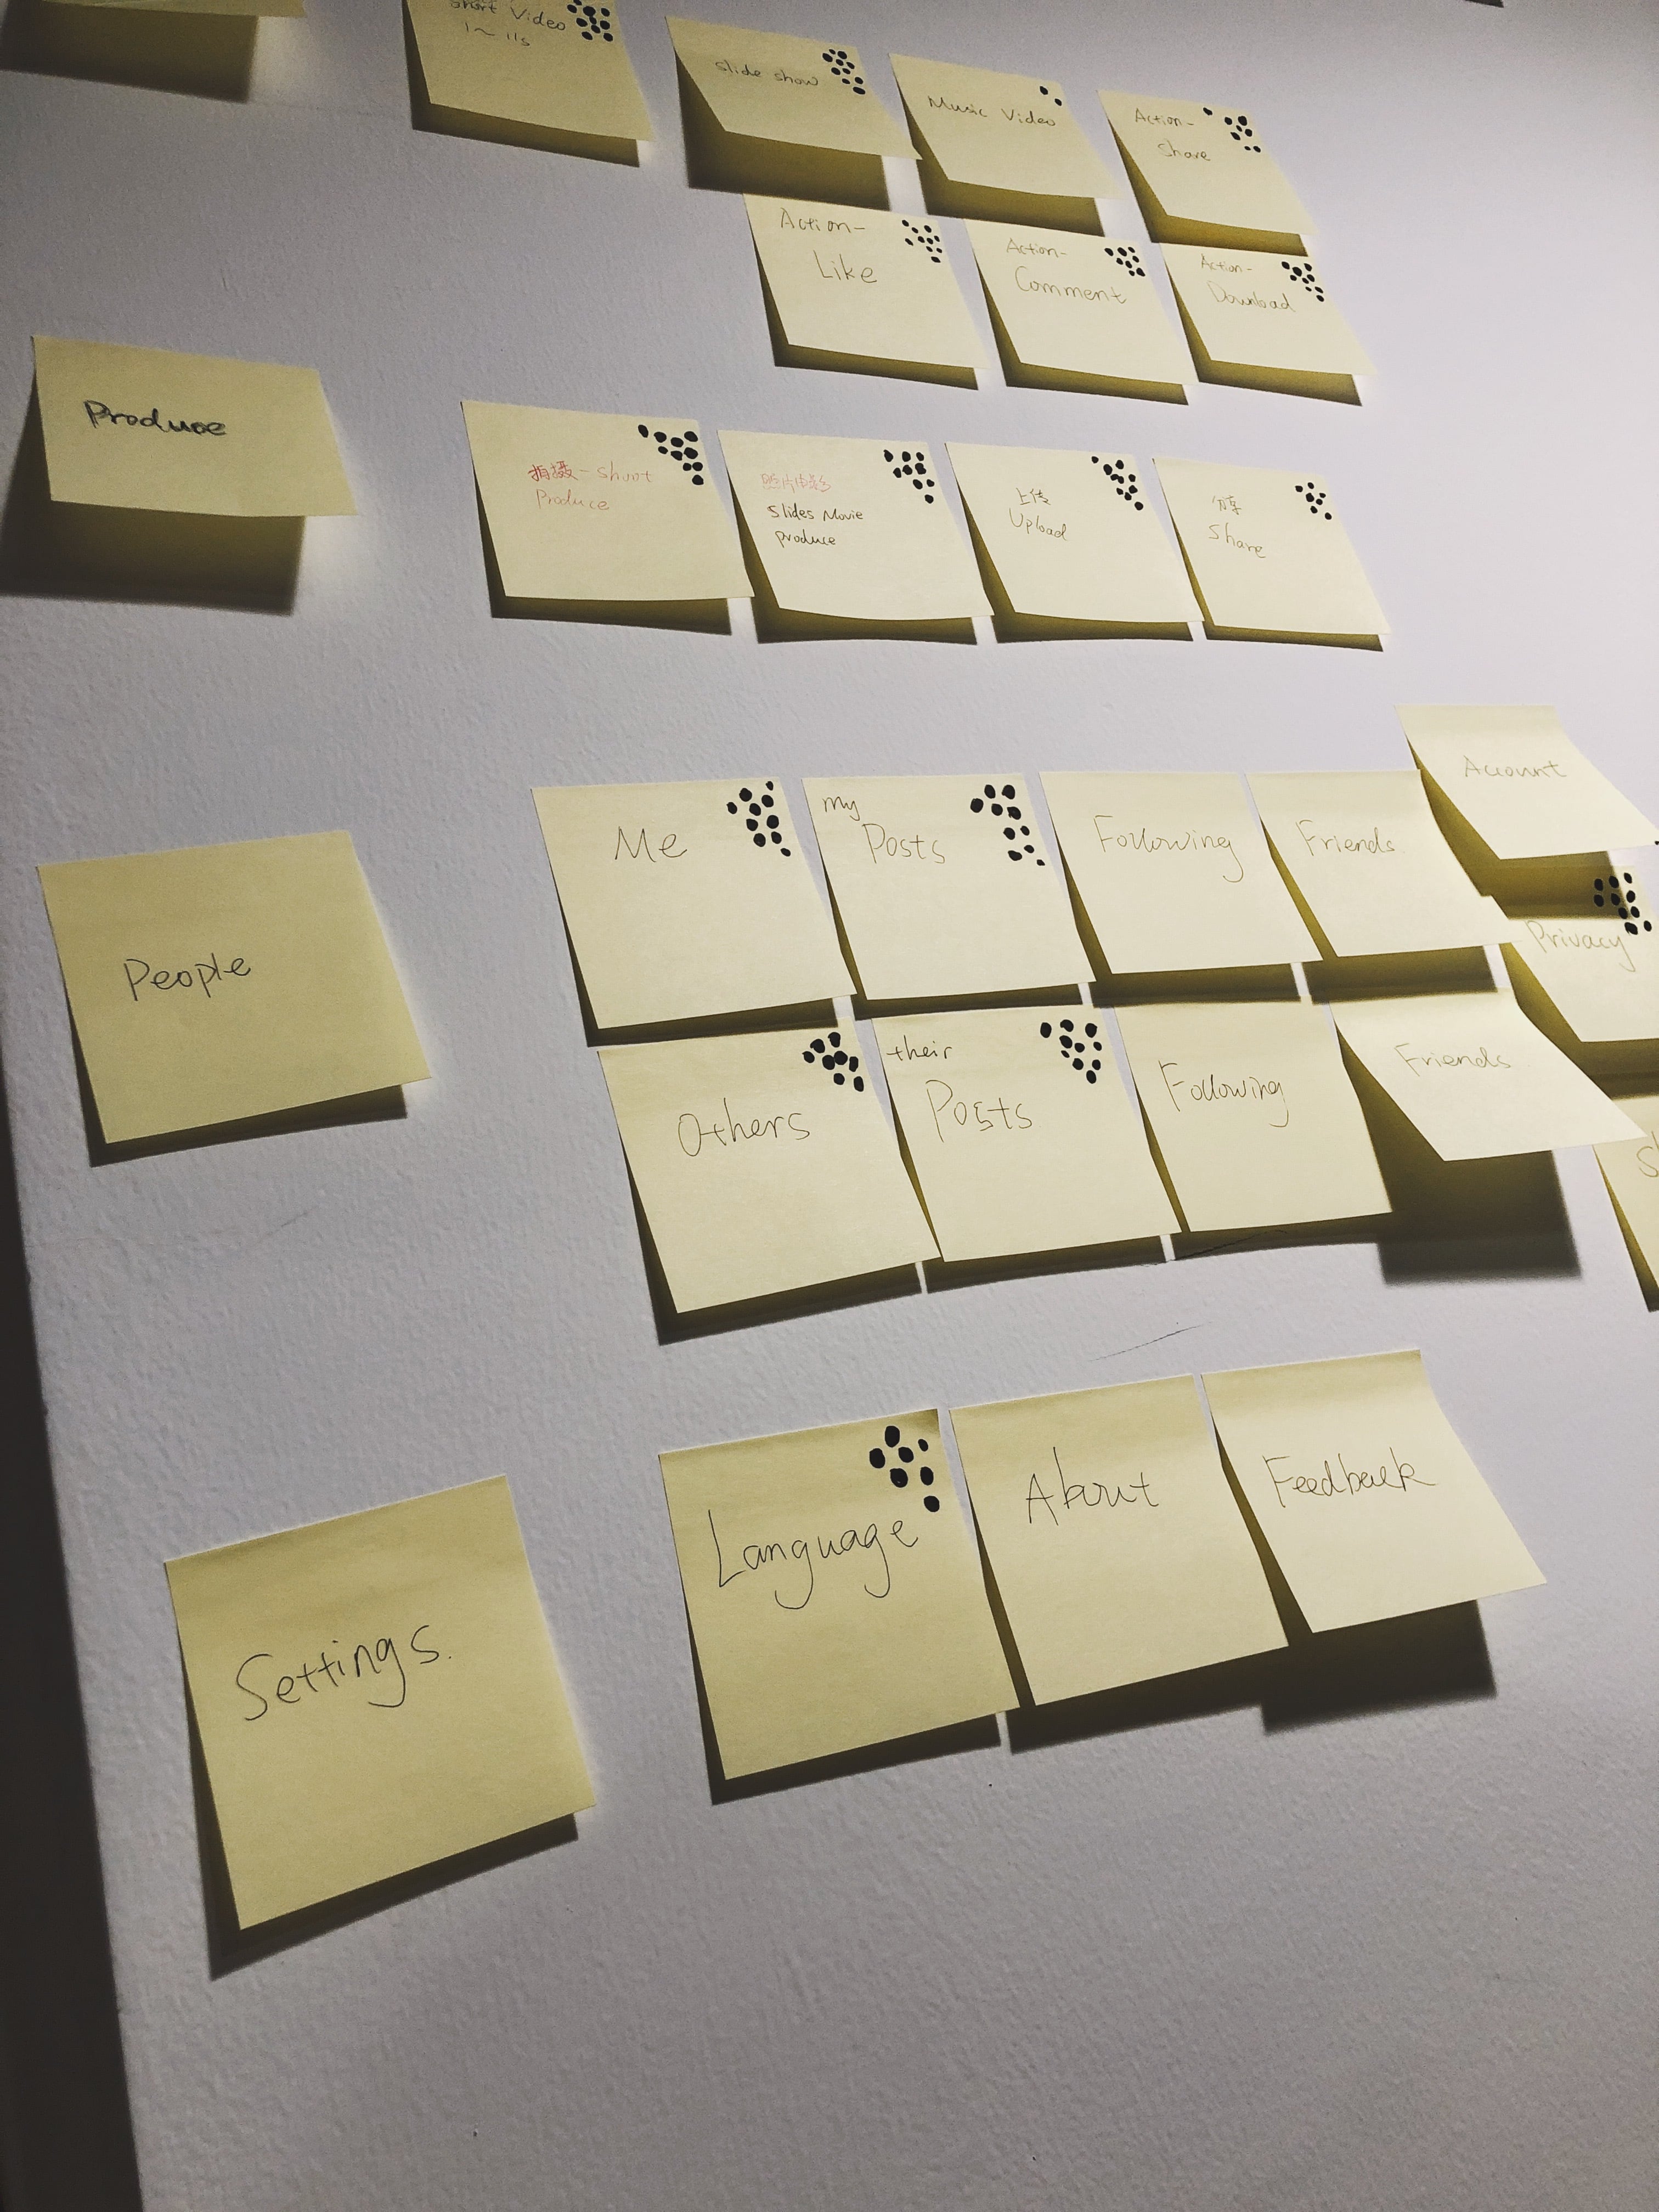 Short Video
1~11s
slide show
Music Video
Action-
Share
Action-
Like
Action-
Comment
Action-
Download
Produce
拍摄-Shoot
Produce
照片电影
Slides Movie
produce
上传
Upload
分享
Share
People
Me
my
Posts
Following
Friends
Account
Privacy
Others
their
Posts
Following
Friends
Settings.
Language
About
Feedback